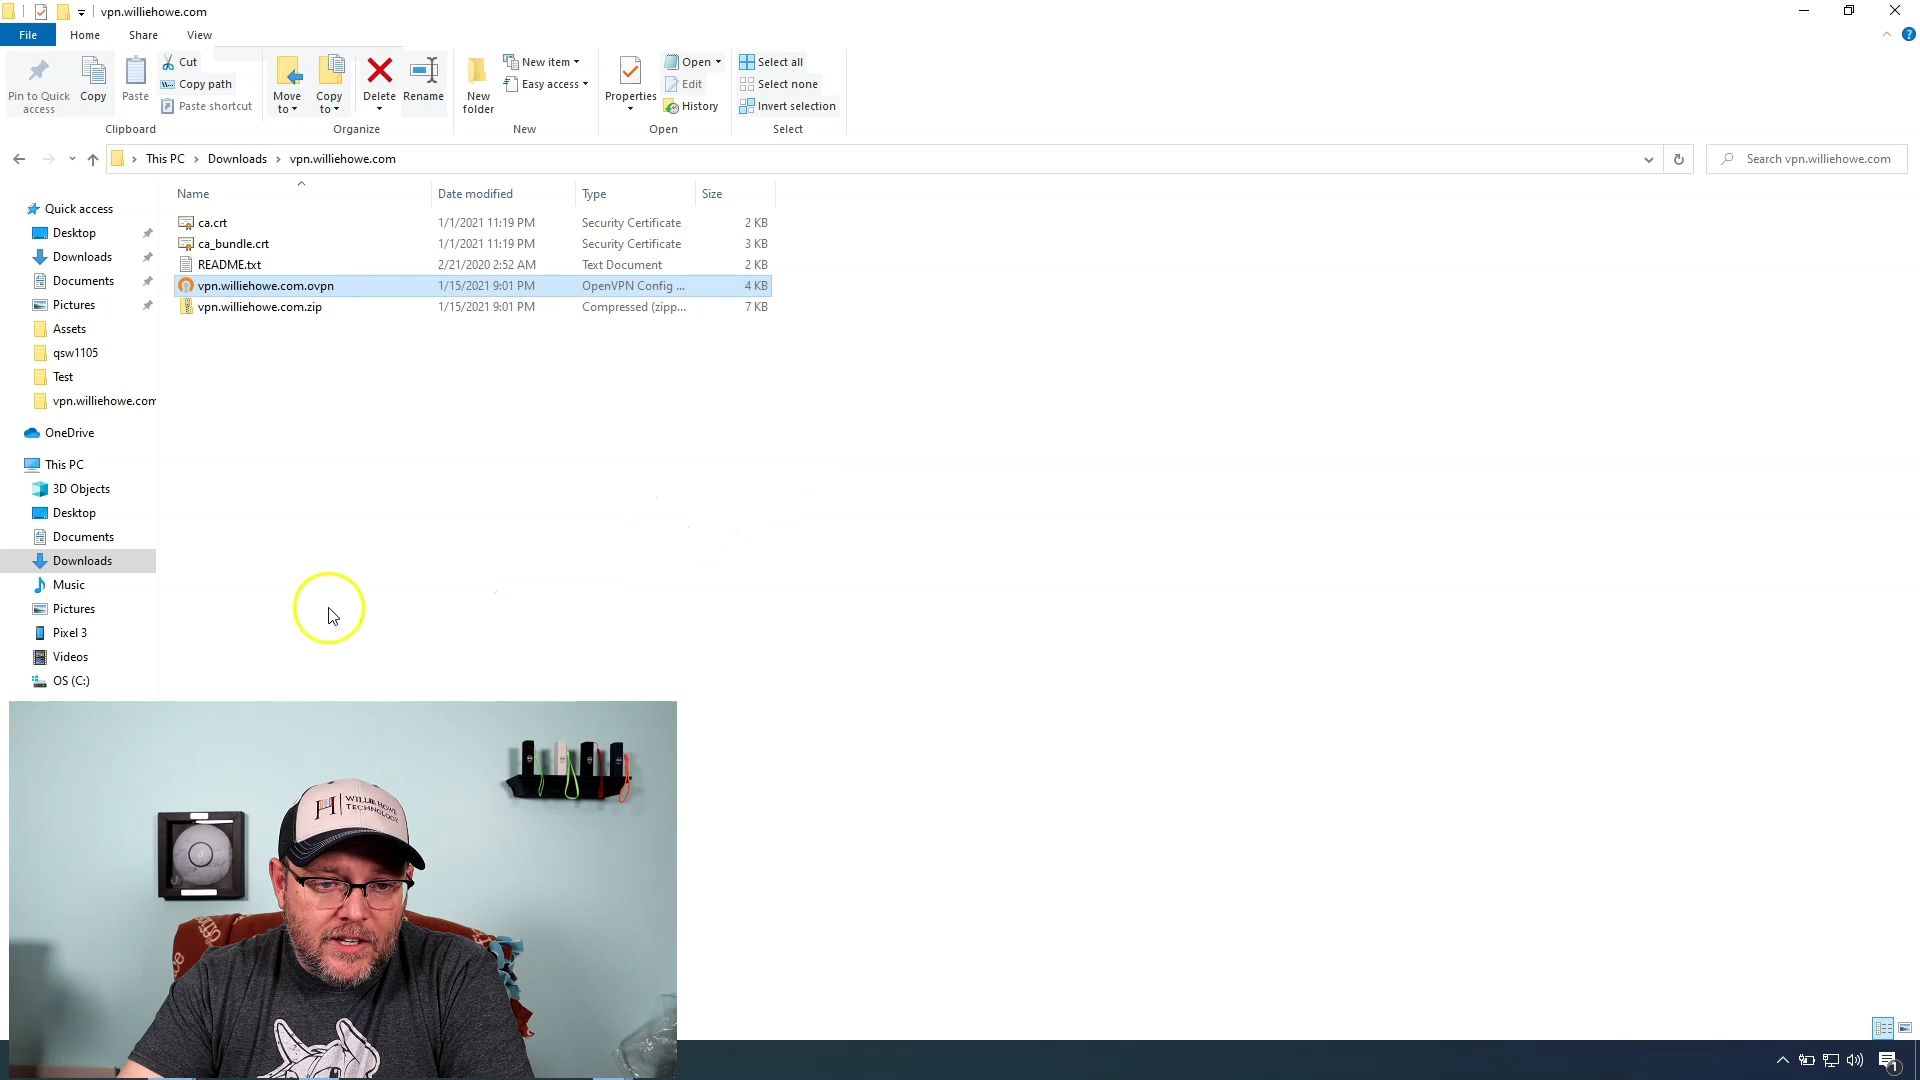 vpn.williehowe.com
File Home Share View
Pin to Quick access
Copy
Paste
Cut
Copy path
Paste shortcut
Clipboard
Move to
Copy to
Delete
Rename
Organize
New folder
New item
Easy access
New
Properties
Open
Edit
History
Open
Select all
Select none
Invert selection
Select
This PC > Downloads > vpn.williehowe.com
Search vpn.williehowe.com
Name Date modified Type Size
ca.crt 1/1/2021 11:19 PM Security Certificate 2 KB
ca_bundle.crt 1/1/2021 11:19 PM Security Certificate 3 KB
README.txt 2/21/2020 2:52 AM Text Document 2 KB
vpn.williehowe.com.ovpn 1/15/2021 9:01 PM OpenVPN Config ... 4 KB
vpn.williehowe.com.zip 1/15/2021 9:01 PM Compressed (zipp... 7 KB
Quick access
Desktop
Downloads
Documents
Pictures
Assets
qsw1105
Test
vpn.williehowe.com
OneDrive
This PC
3D Objects
Desktop
Documents
Downloads
Music
Pictures
Pixel 3
Videos
OS (C:)
WILLIE HOWE
TECHNOLOGY
1